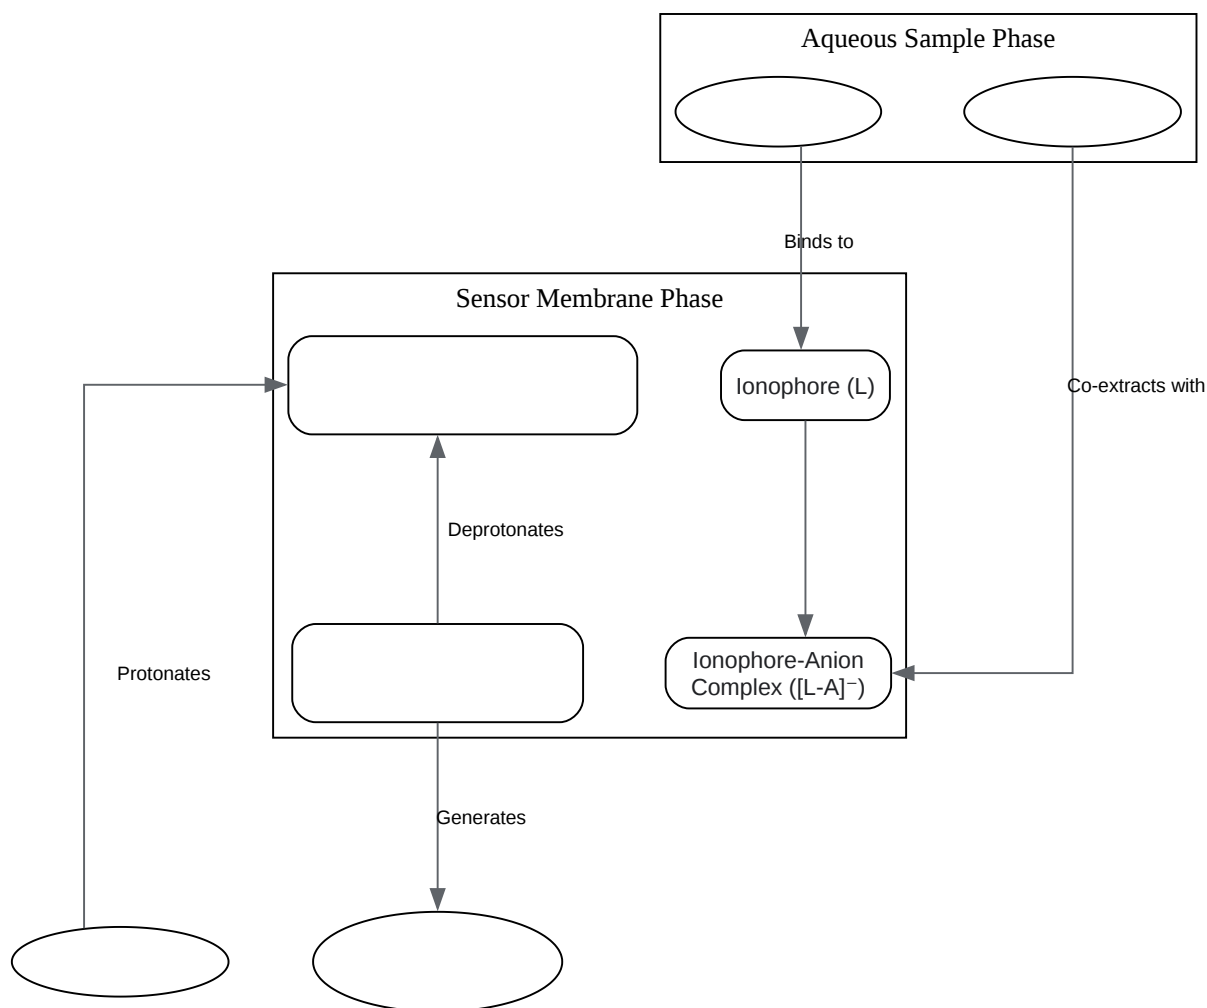 Aqueous Sample Phase
Binds to
Sensor Membrane Phase
Ionophore (L)
Co-extracts with
Deprotonates
Protonates
Ionophore-Anion
Complex ([L-A]⁻)
Generates